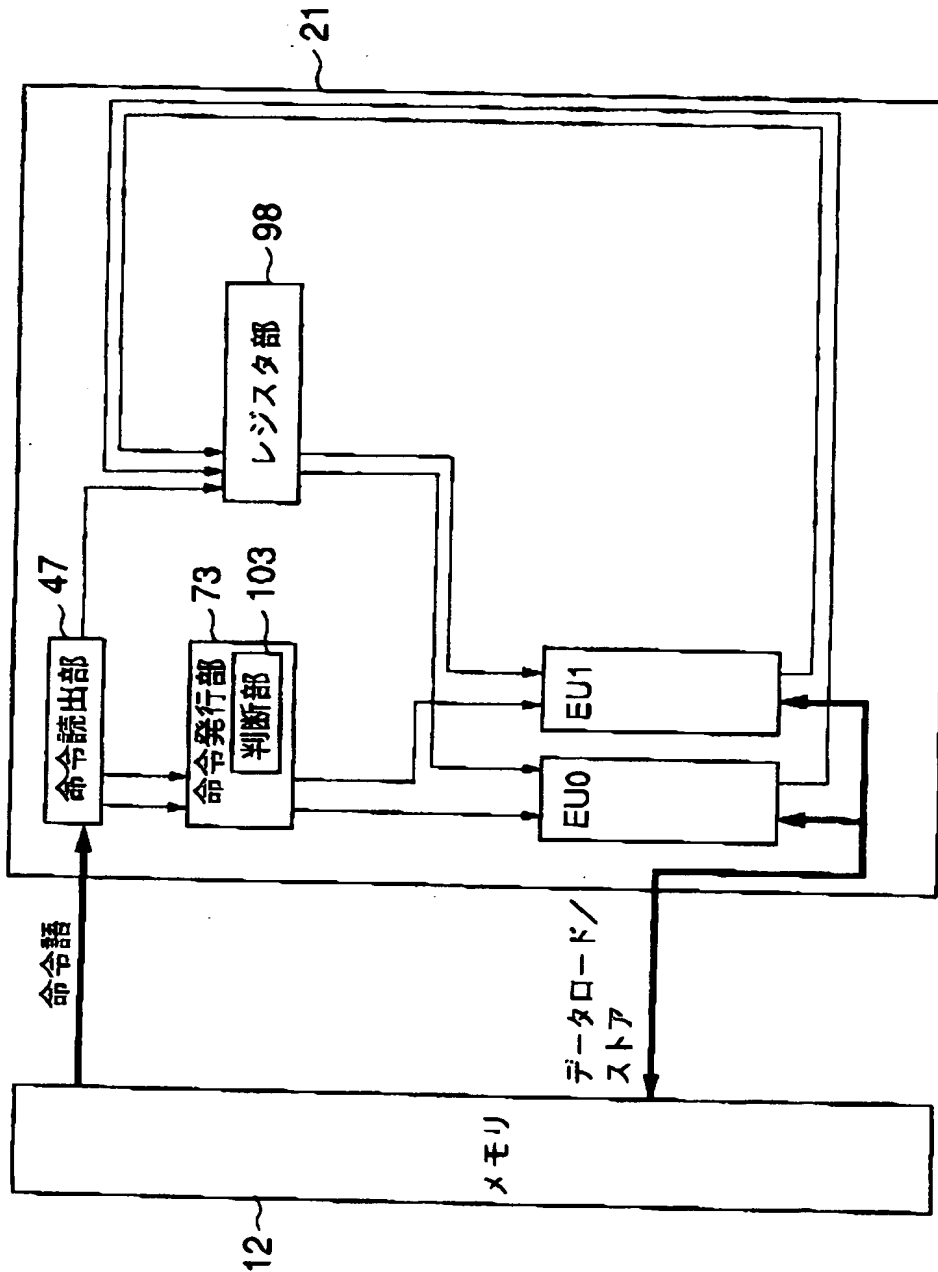 21
47
命令読出部
命令語
73
命令発行部
103
判断部
98
レジスタ部
EU0
EU1
データロード/
ストア
メモリ
12